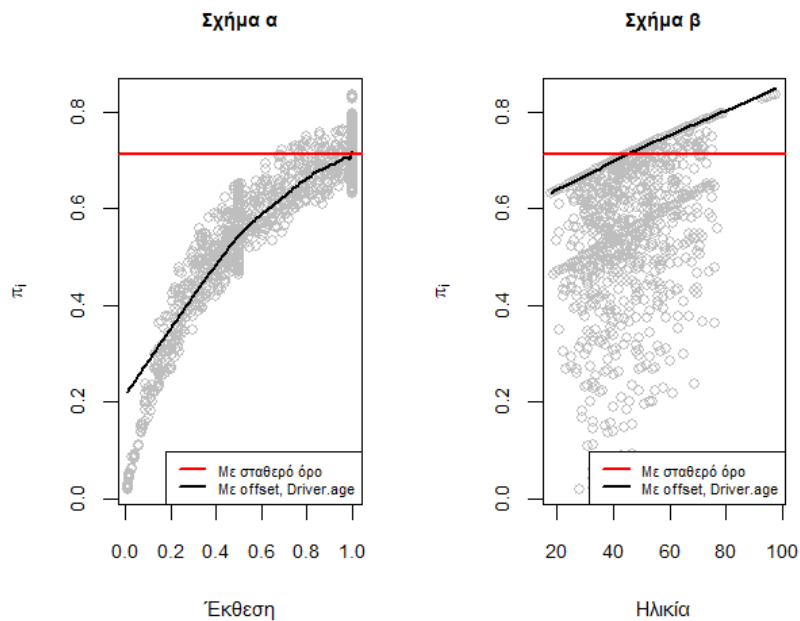 Σχήμα α
πi
0.0 0.2 0.4 0.6 0.8
0.0 0.2 0.4 0.6 0.8 1.0
Έκθεση
Με σταθερό όρο
Με offset, Driver.age
Σχήμα β
πi
0.0 0.2 0.4 0.6 0.8
20 40 60 80 100
Ηλικία
Με σταθερό όρο
Με offset, Driver.age